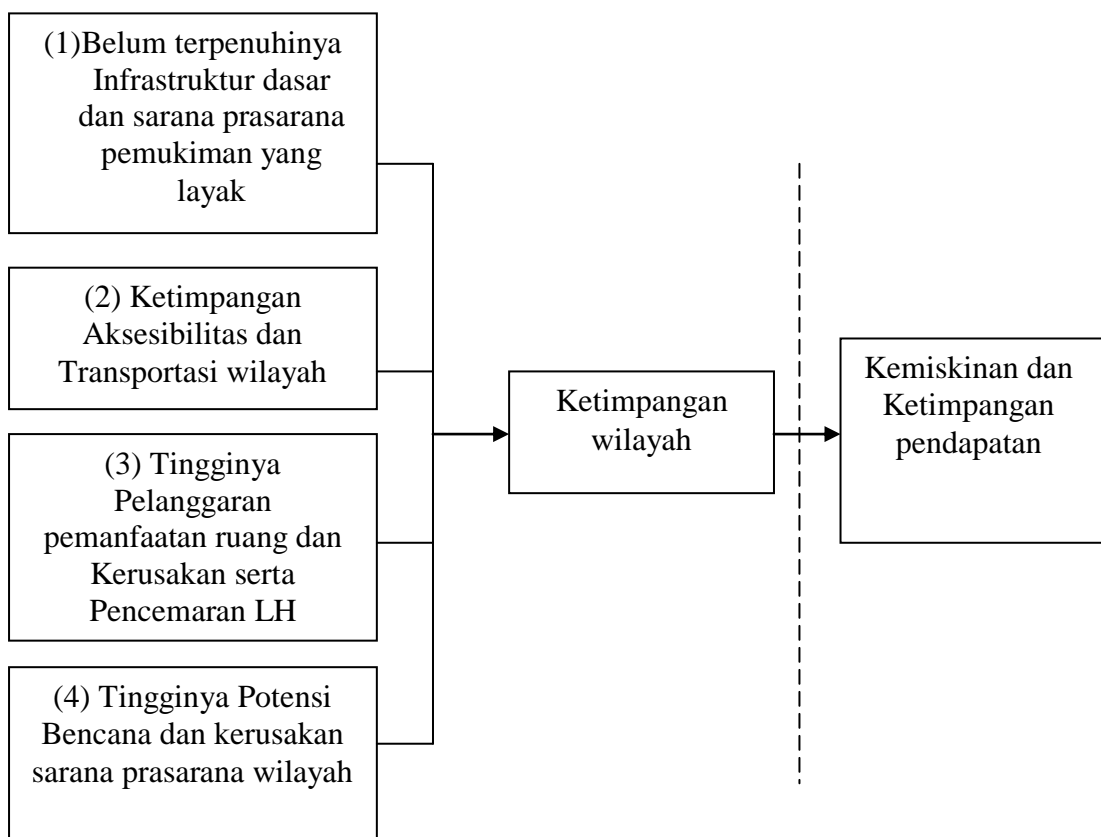 (1)Belum terpenuhinya
Infrastruktur dasar
dan sarana prasarana
pemukiman yang
layak
(2) Ketimpangan
Aksesibilitas dan
Transportasi wilayah
(3) Tingginya
Pelanggaran
pemanfaatan ruang dan
Kerusakan serta
Pencemaran LH
(4) Tingginya Potensi
Bencana dan kerusakan
sarana prasarana wilayah
Ketimpangan
wilayah
Kemiskinan dan
Ketimpangan
pendapatan